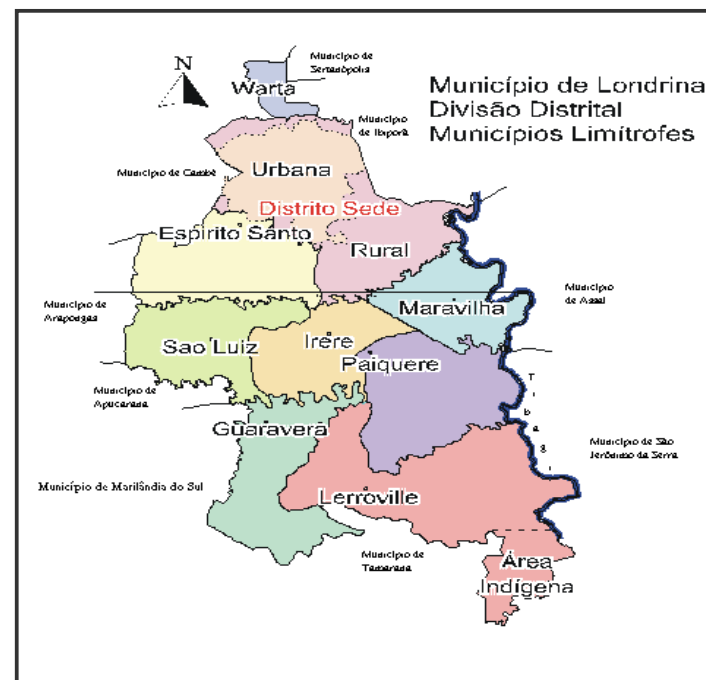 Município de
Sertanópolis
N
Warta
Município de Londrina
Divisão Distrital
Municípios Limítrofes
Município
de Ibiporã
Município de Cambé
Urbana
Distrito Sede
Espirito Santo
Rural
Município
de Assaí
Município de
Arapongas
Maravilha
Sao Luiz
Irere
Paiquere
Município de
Apucarana
Tibagi
Guaravera
Município de São
Jerônimo da Serra
Município de Marilândia do Sul
Lerroville
Município de
Tamarana
Área
Indígena